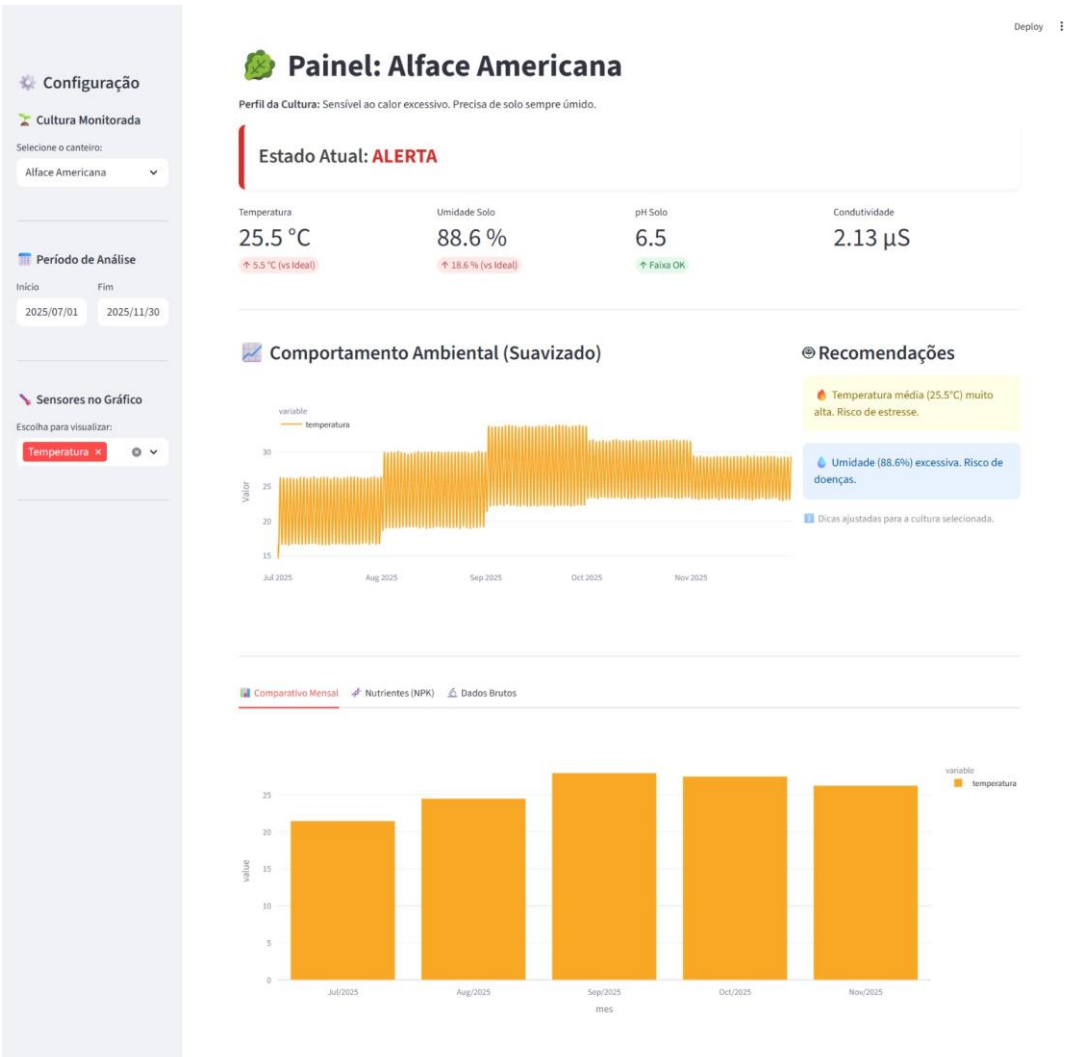 Deploy
Configuração
Cultura Monitorada
Selecione o canteiro:
Alface Americana
Período de Análise
Início Fim
2025/07/01 2025/11/30
Sensores no Gráfico
Escolha para visualizar:
Temperatura ×
Painel: Alface Americana
Perfil da Cultura: Sensível ao calor excessivo. Precisa de solo sempre úmido.
Estado Atual: ALERTA
Temperatura Umidade Solo pH Solo Condutividade
25.5 °C 88.6 % 6.5 2.13 µS
↑ 5.5 °C (vs Ideal) ↑ 18.6 % (vs Ideal) ↑ Faixa OK
Comportamento Ambiental (Suavizado)
variable
temperatura
Valor
30
25
20
15
Jul 2025 Aug 2025 Sep 2025 Oct 2025 Nov 2025
Recomendações
Temperatura média (25.5°C) muito
alta. Risco de estresse.
Umidade (88.6%) excessiva. Risco de
doenças.
Dicas ajustadas para a cultura selecionada.
Comparativo Mensal Nutrientes (NPK) Dados Brutos
variable
temperatura
value
25
20
15
10
5
0
Jul/2025 Aug/2025 Sep/2025 Oct/2025 Nov/2025
mes